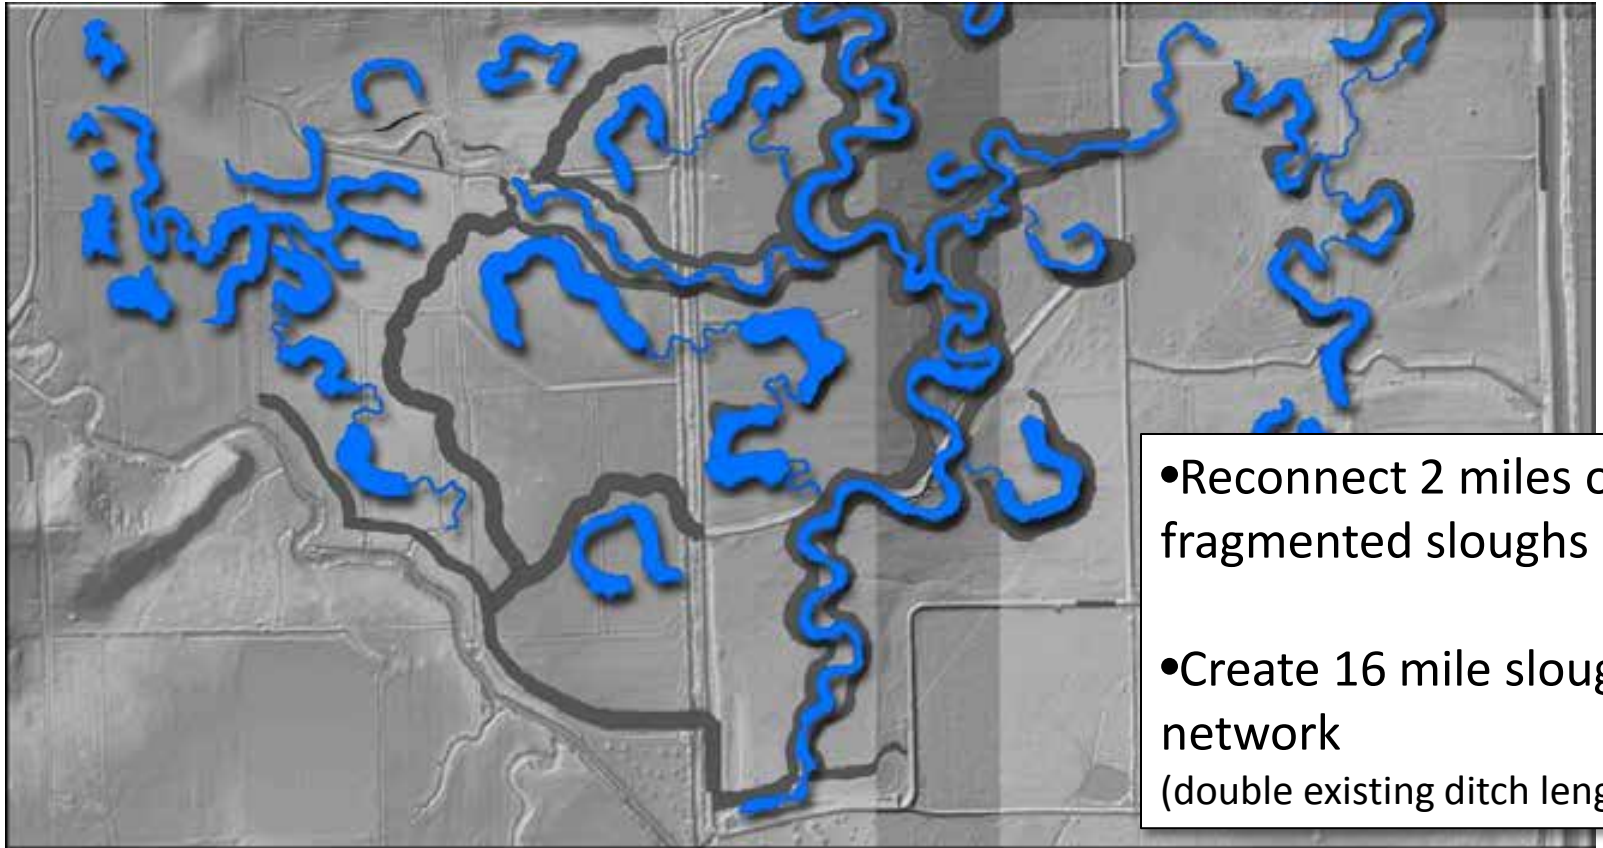 •Reconnect 2 miles
fragmented sloughs
•Create 16 mile
network
(double existing ditch